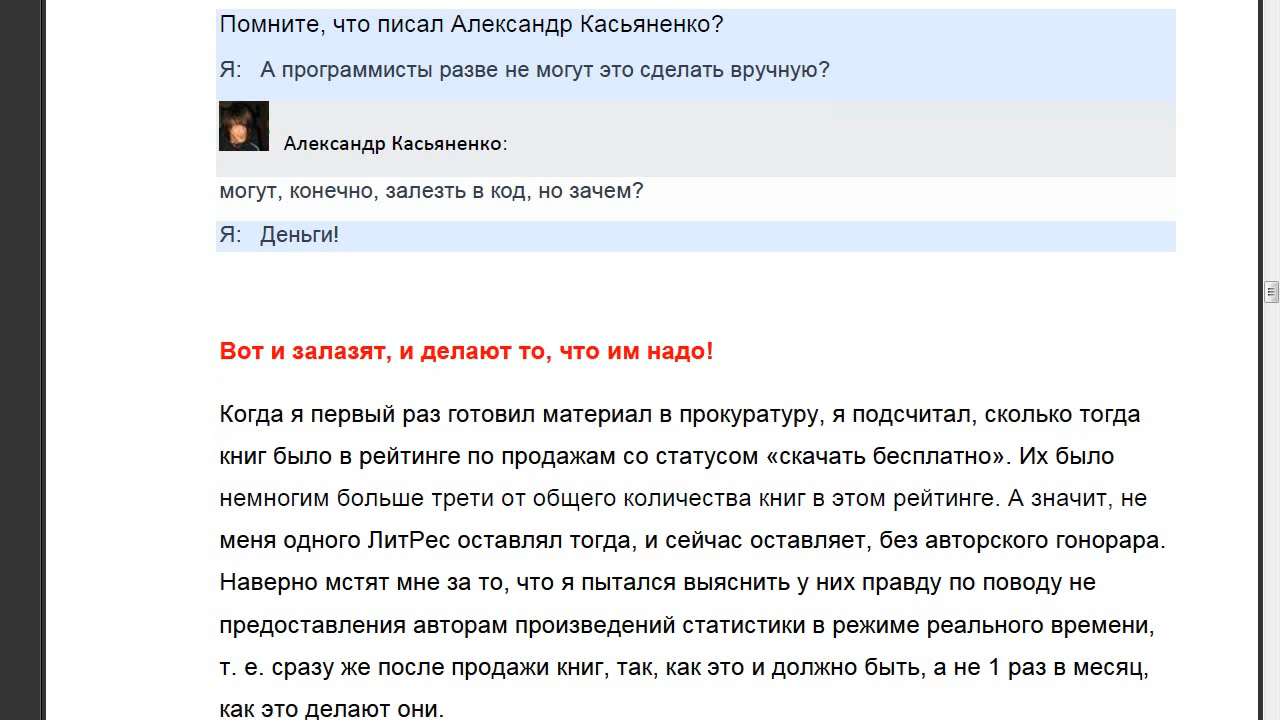 Помните, что писал Александр Касьяненко?
Я: А программисты разве не могут это сделать вручную?
Александр Касьяненко:
могут, конечно, залезть в код, но зачем?
Я: Деньги!
Вот и залазят, и делают то, что им надо!
Когда я первый раз готовил материал в прокуратуру, я подсчитал, сколько тогда
книг было в рейтинге по продажам со статусом «скачать бесплатно». Их было
немногим больше трети от общего количества книг в этом рейтинге. А значит, не
меня одного ЛитРес оставлял тогда, и сейчас оставляет, без авторского гонорара.
Наверно мстят мне за то, что я пытался выяснить у них правду по поводу не
предоставления авторам произведений статистики в режиме реального времени,
т. е. сразу же после продажи книг, так, как это и должно быть, а не 1 раз в месяц,
как это делают они.